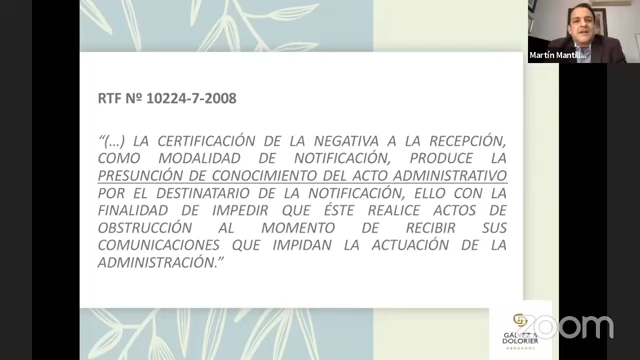 Martín Mantill...
RTF Nº 10224-7-2008
“(…) LA CERTIFICACIÓN DE LA NEGATIVA A LA RECEPCIÓN,
COMO MODALIDAD DE NOTIFICACIÓN, PRODUCE LA
PRESUNCIÓN DE CONOCIMIENTO DEL ACTO ADMINISTRATIVO
POR EL DESTINATARIO DE LA NOTIFICACIÓN, ELLO CON LA
FINALIDAD DE IMPEDIR QUE ÉSTE REALICE ACTOS DE
OBSTRUCCIÓN AL MOMENTO DE RECIBIR SUS
COMUNICACIONES QUE IMPIDAN LA ACTUACIÓN DE LA
ADMINISTRACIÓN.”
zoom
DOLORIER